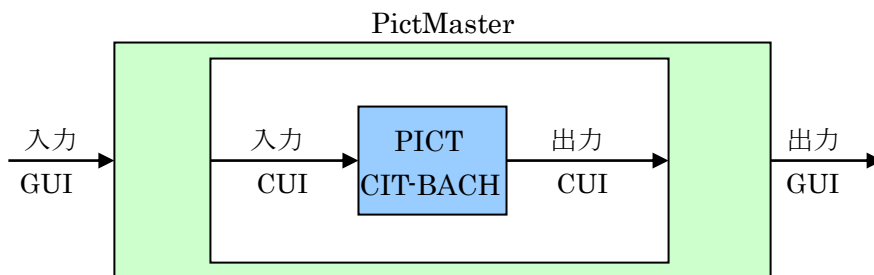 PictMaster
入力
GUI
入力
CUI
PICT
CIT-BACH
出力
CUI
出力
GUI